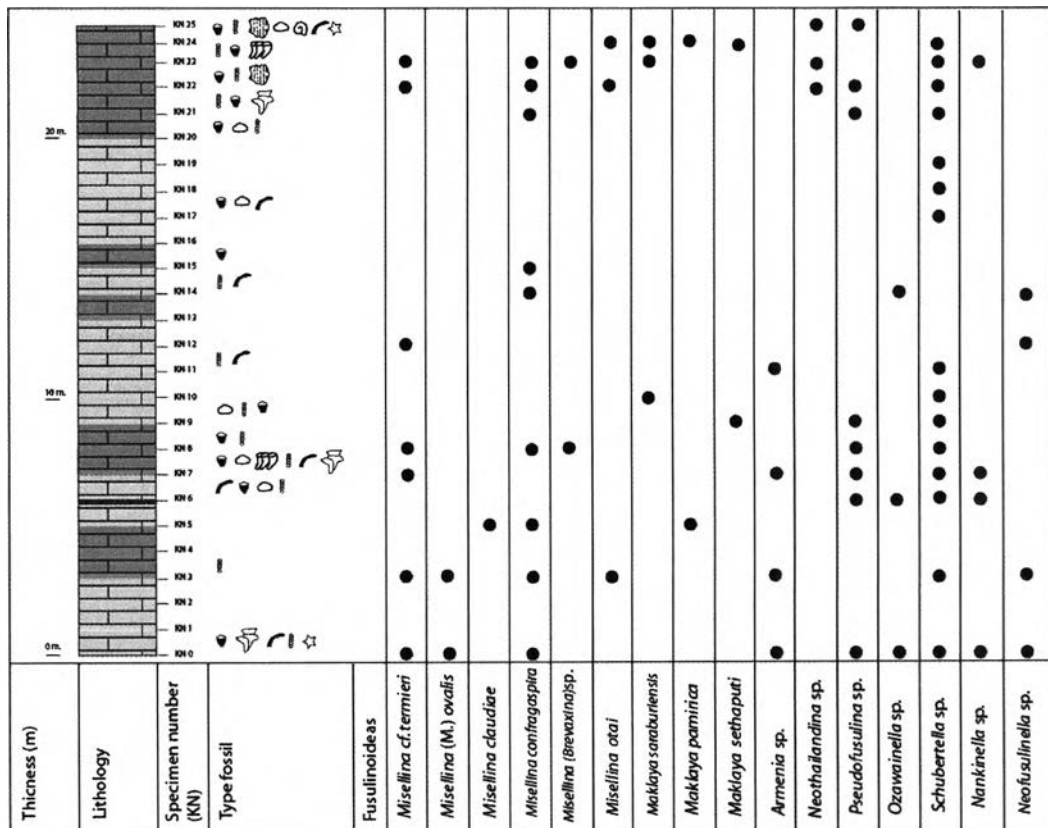 KN 25
KN 24
KN 23
KN 22
KN 21
20 m.
KN 20
KN 19
KN 18
KN 17
KN 16
KN 15
KN 14
KN 13
KN 12
KN 11
10 m.
KN 10
KN 9
KN 8
KN 7
KN 6
KN 5
KN 4
KN 3
KN 2
KN 1
0 m.
KN 0
Thicness (m)
Lithology
Specimen number
(KN)
Type fossil
Fusulinoideas
Misellina cf. termieri
Misellina (M.) ovalis
Misellina claudiae
Misellina confragaspira
Misellina (Brevaxina) sp.
Misellina otai
Maklaya saraburiensis
Maklaya pamirica
Maklaya sethaputi
Armenia sp.
Neothailandina sp.
Pseudofusulina sp.
Ozawainella sp.
Schubertella sp.
Nankinella sp.
Neofusulinella sp.